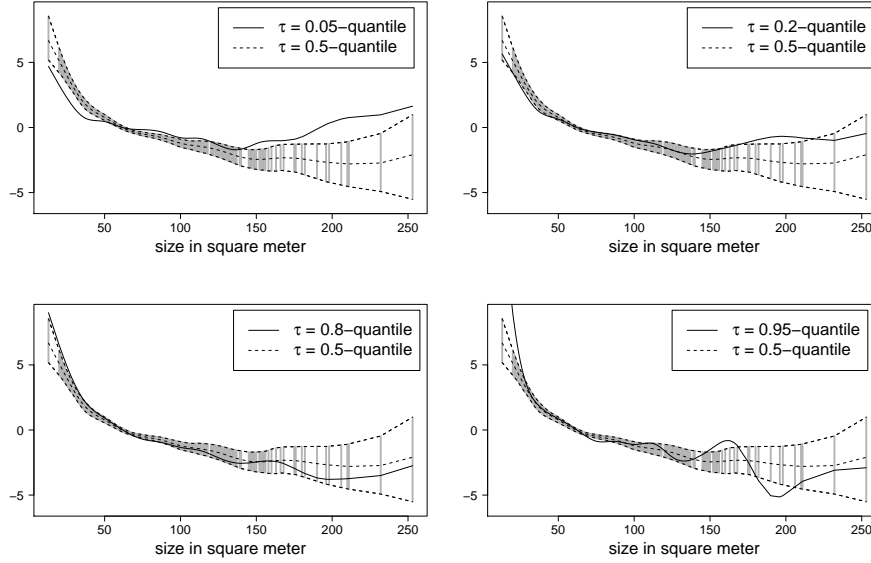 τ = 0.05−quantile
τ = 0.5−quantile
5
0
−5
50 100 150 200 250
size in square meter
τ = 0.2−quantile
τ = 0.5−quantile
5
0
−5
50 100 150 200 250
size in square meter
τ = 0.8−quantile
τ = 0.5−quantile
5
0
−5
50 100 150 200 250
size in square meter
τ = 0.95−quantile
τ = 0.5−quantile
5
0
−5
50 100 150 200 250
size in square meter